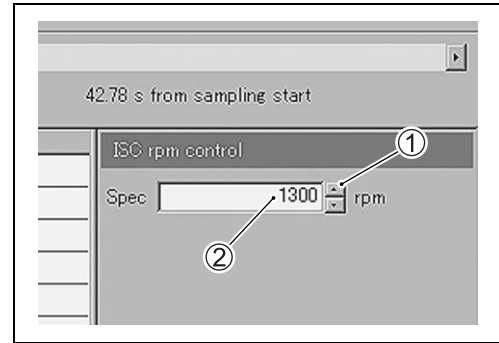 42.78 s from sampling start
ISC rpm control
①
Spec 1300 rpm
②